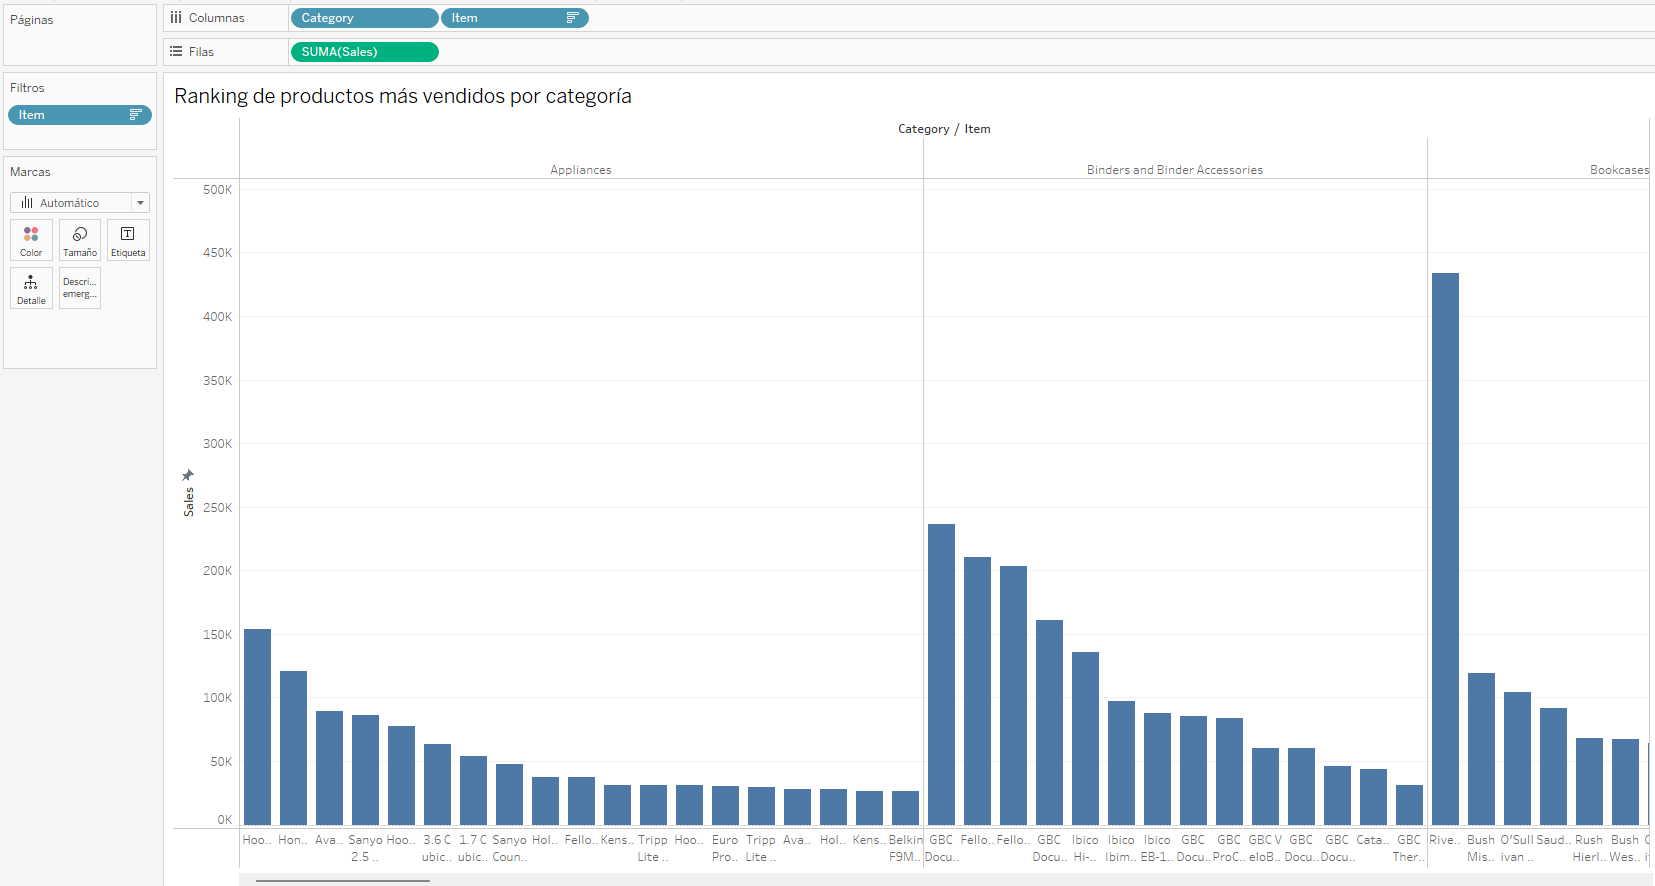 Páginas
Columnas
Category
Item
Filas
SUMA(Sales)
Filtros
Item
Marcas
Automático
Color
Tamaño
Etiqueta
Detalle
Descri...
emerg...
Ranking de productos más vendidos por categoría
Category / Item
Appliances
Binders and Binder Accessories
Bookcases
500K
450K
400K
350K
300K
250K
200K
150K
100K
50K
0K
Sales
Hoo..
Hon..
Ava..
Sanyo
2.5 ..
Hoo..
3.6 C
ubic..
1.7 C
ubic..
Sanyo
Coun..
Hol..
Fello..
Kens..
Tripp
Lite ..
Hoo..
Euro
Pro..
Tripp
Lite ..
Ava..
Hol..
Kens..
Belkin
F9M..
GBC
Docu..
Fello..
Fello..
GBC
Docu..
Ibico
Hi-..
Ibico
Ibim..
Ibico
EB-1..
GBC
Docu..
GBC
ProC..
GBC V
eloB..
GBC
Docu..
GBC
Docu..
Cata..
GBC
Ther..
Rive..
Bush
Mis..
O'Sull
ivan ..
Saud..
Rush
Hierl..
Bush
Wes..